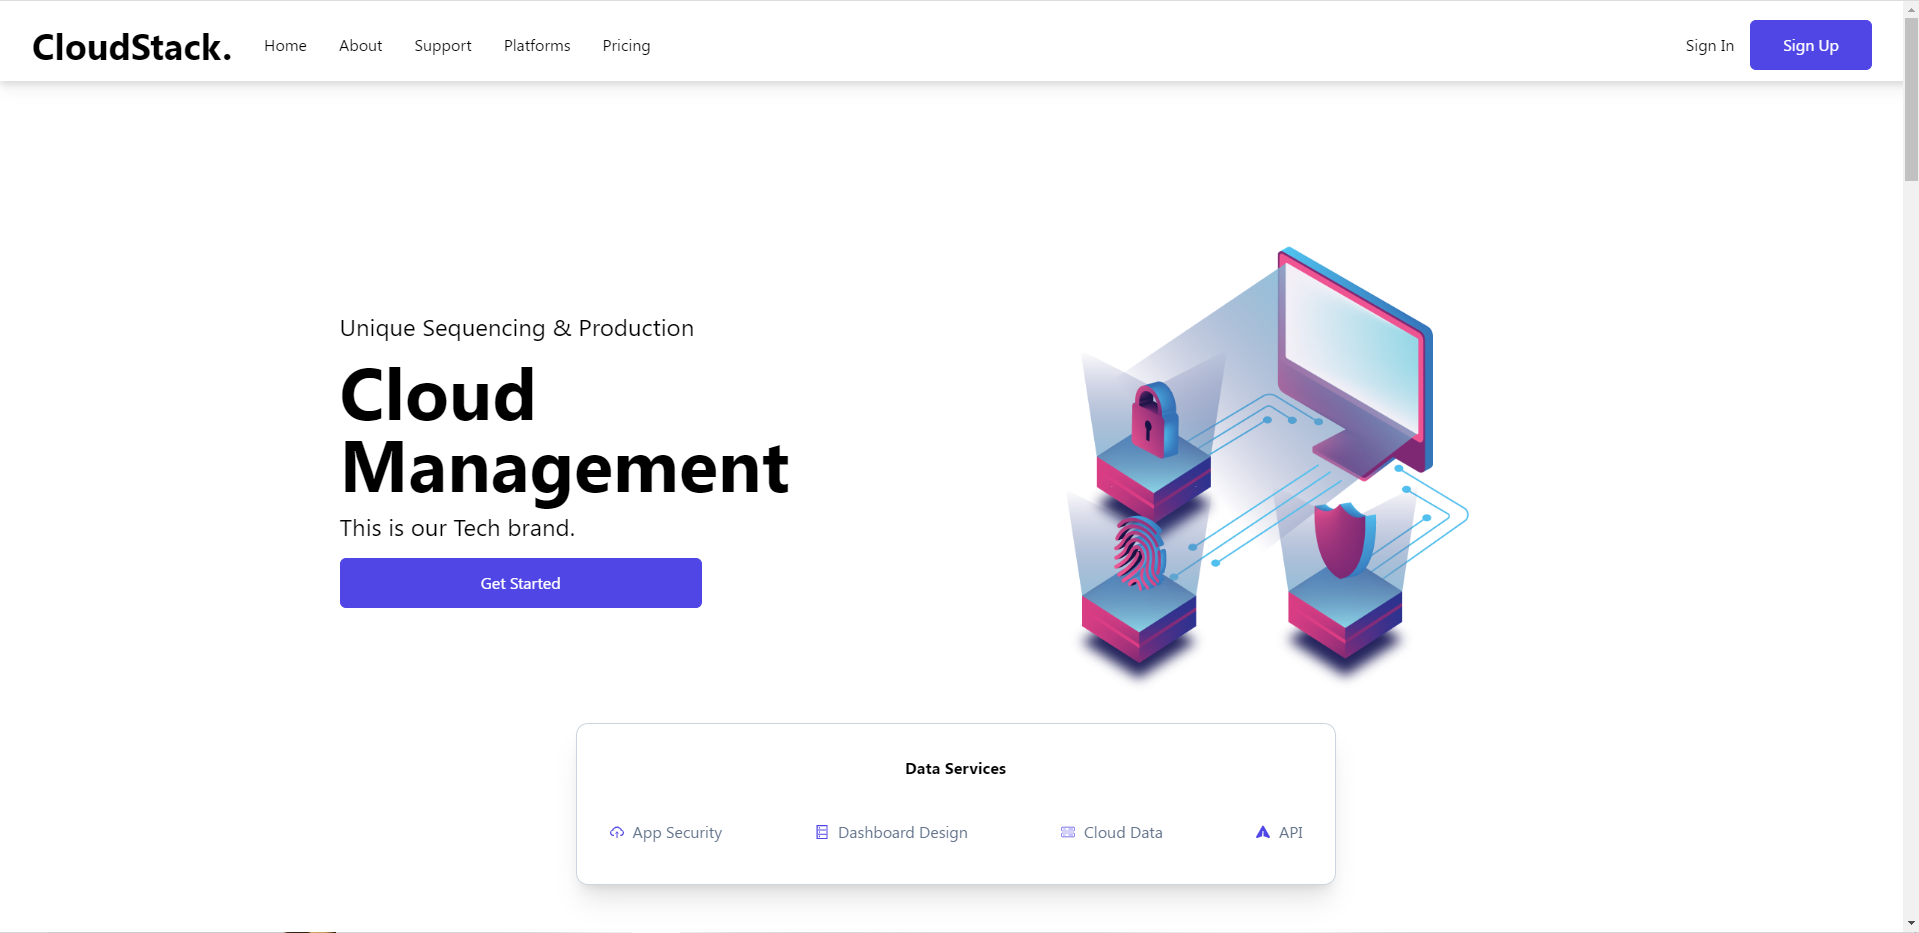 CloudStack.
Home
About
Support
Platforms
Pricing
Sign In
Sign Up
Unique Sequencing & Production
Cloud
Management
This is our Tech brand.
Get Started
Data Services
App Security
Dashboard Design
Cloud Data
API